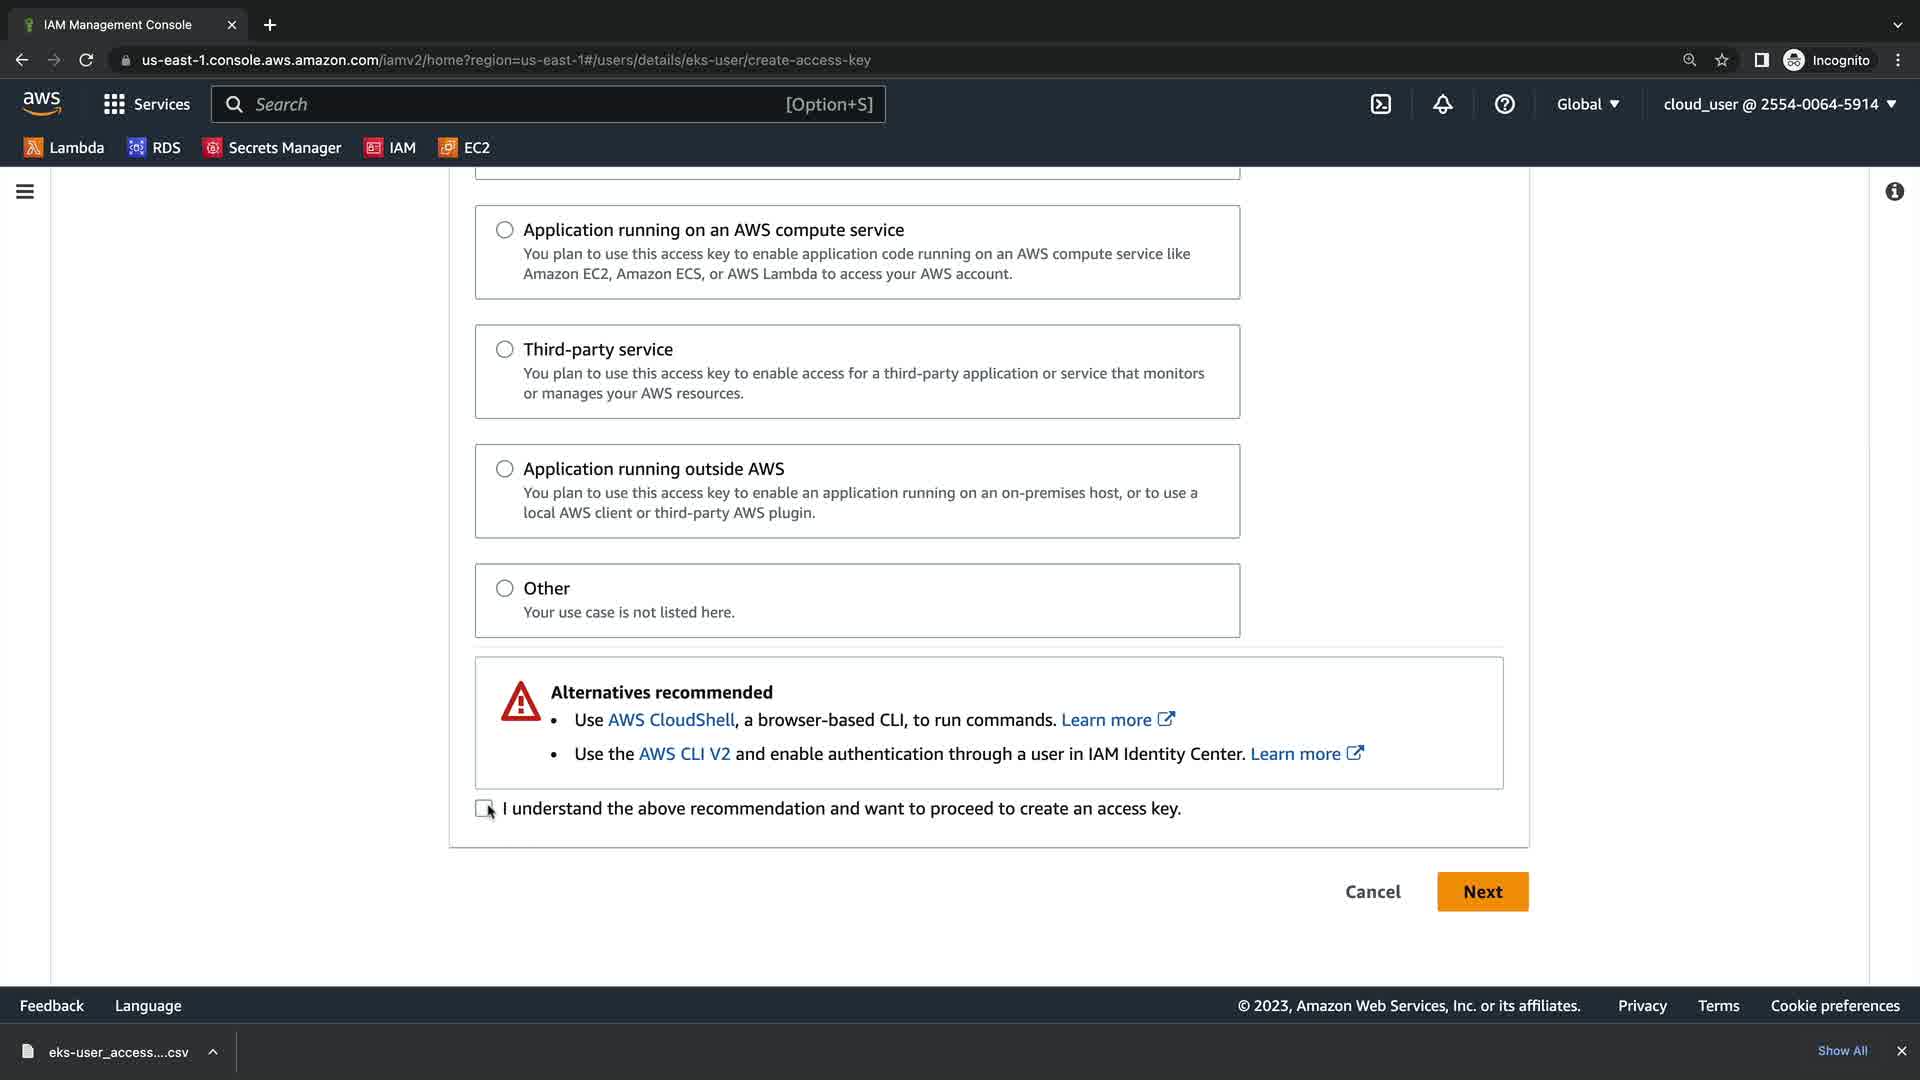 IAM Management Console
us-east-1.console.aws.amazon.com/iamv2/home?region=us-east-1#/users/details/eks-user/create-access-key
Incognito
aws
Services
Search
[Option+S]
Global
cloud_user @ 2554-0064-5914
Lambda
RDS
Secrets Manager
IAM
EC2
Application running on an AWS compute service
You plan to use this access key to enable application code running on an AWS compute service like
Amazon EC2, Amazon ECS, or AWS Lambda to access your AWS account.
Third-party service
You plan to use this access key to enable access for a third-party application or service that monitors
or manages your AWS resources.
Application running outside AWS
You plan to use this access key to enable an application running on an on-premises host, or to use a
local AWS client or third-party AWS plugin.
Other
Your use case is not listed here.
Alternatives recommended
• Use AWS CloudShell, a browser-based CLI, to run commands. Learn more
• Use the AWS CLI V2 and enable authentication through a user in IAM Identity Center. Learn more
I understand the above recommendation and want to proceed to create an access key.
Cancel
Next
Feedback
Language
© 2023, Amazon Web Services, Inc. or its affiliates.
Privacy
Terms
Cookie preferences
eks-user_access....csv
Show All